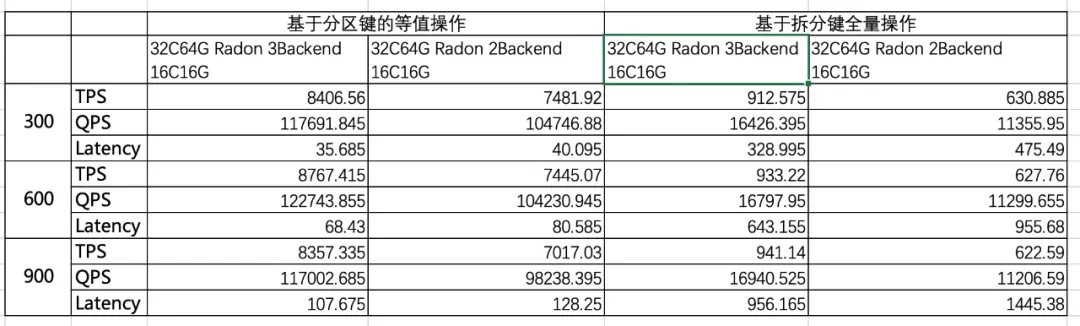 基于分区键的等值操作 基于拆分键全量操作
32C64G Radon 3Backend 32C64G Radon 2Backend 32C64G Radon 3Backend 32C64G Radon 2Backend
16C16G 16C16G 16C16G 16C16G
TPS 8406.56 7481.92 912.575 630.885
300 QPS 117691.845 104746.88 16426.395 11355.95
Latency 35.685 40.095 328.995 475.49
TPS 8767.415 7445.07 933.22 627.76
600 QPS 122743.855 104230.945 16797.95 11299.655
Latency 68.43 80.585 643.155 955.68
TPS 8357.335 7017.03 941.14 622.59
900 QPS 117002.685 98238.395 16940.525 11206.59
Latency 107.675 128.25 956.165 1445.38